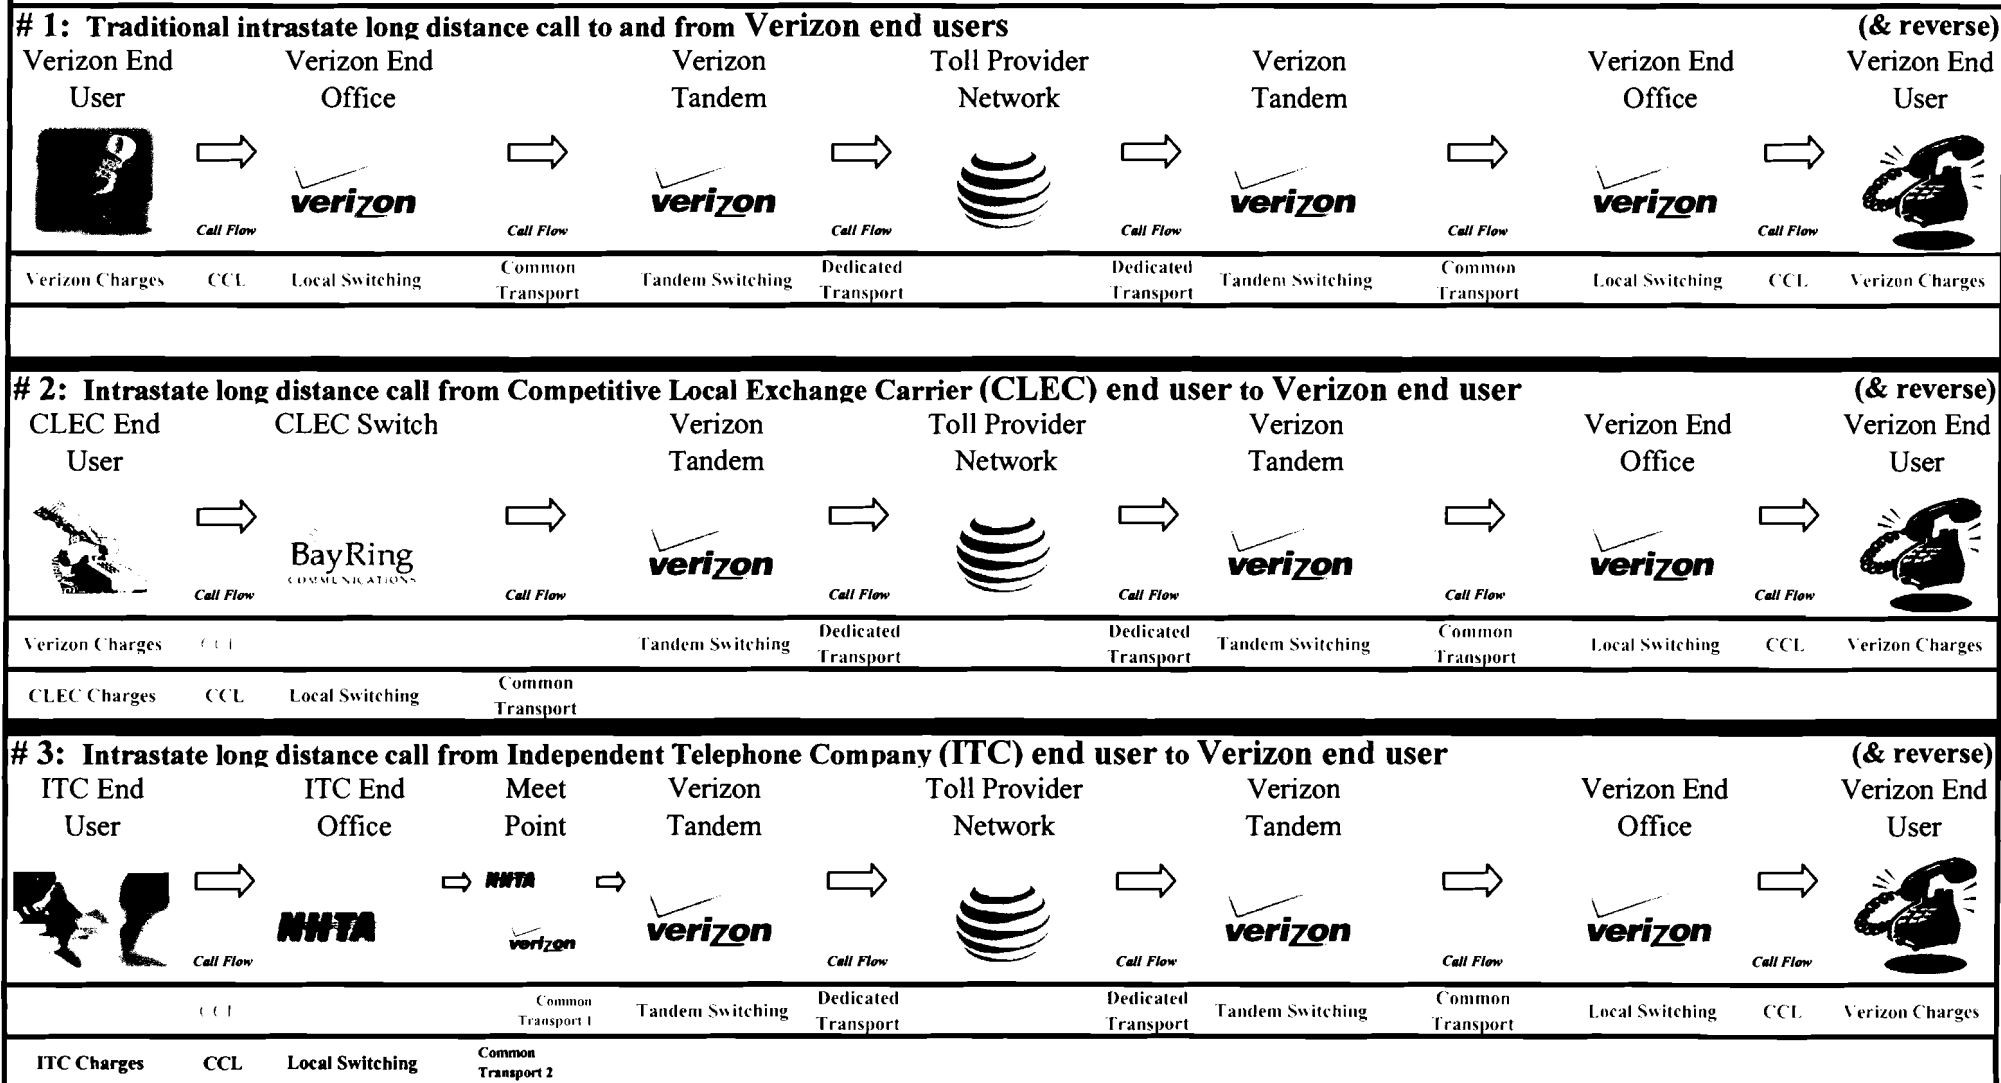 # 1: Traditional intrastate long distance call to and from Verizon end users (& reverse)
Verizon End Verizon End Verizon Toll Provider Verizon Verizon End Verizon End
User Office Tandem Network Tandem Office User
verizon verizon verizon verizon
Call Flow Call Flow Call Flow Call Flow Call Flow Call Flow
Verizon Charges CCL Local Switching Common Transport Tandem Switching Dedicated Transport Dedicated Transport Tandem Switching Common Transport Local Switching CCL Verizon Charges
# 2: Intrastate long distance call from Competitive Local Exchange Carrier (CLEC) end user to Verizon end user (& reverse)
CLEC End CLEC Switch Verizon Toll Provider Verizon Verizon End Verizon End
User Tandem Network Tandem Office User
BayRing
COMMUNICATIONS
verizon verizon verizon
Call Flow Call Flow Call Flow Call Flow Call Flow Call Flow
Verizon Charges CCL Tandem Switching Dedicated Transport Dedicated Transport Tandem Switching Common Transport Local Switching CCL Verizon Charges
CLEC Charges CCL Local Switching Common Transport
# 3: Intrastate long distance call from Independent Telephone Company (ITC) end user to Verizon end user (& reverse)
ITC End ITC End Meet Verizon Toll Provider Verizon Verizon End Verizon End
User Office Point Tandem Network Tandem Office User
NHTA
NHTA verizon verizon verizon verizon
Call Flow Call Flow Call Flow Call Flow Call Flow
CCL Common Transport 1 Tandem Switching Dedicated Transport Dedicated Transport Tandem Switching Common Transport Local Switching CCL Verizon Charges
ITC Charges CCL Local Switching Common Transport 2